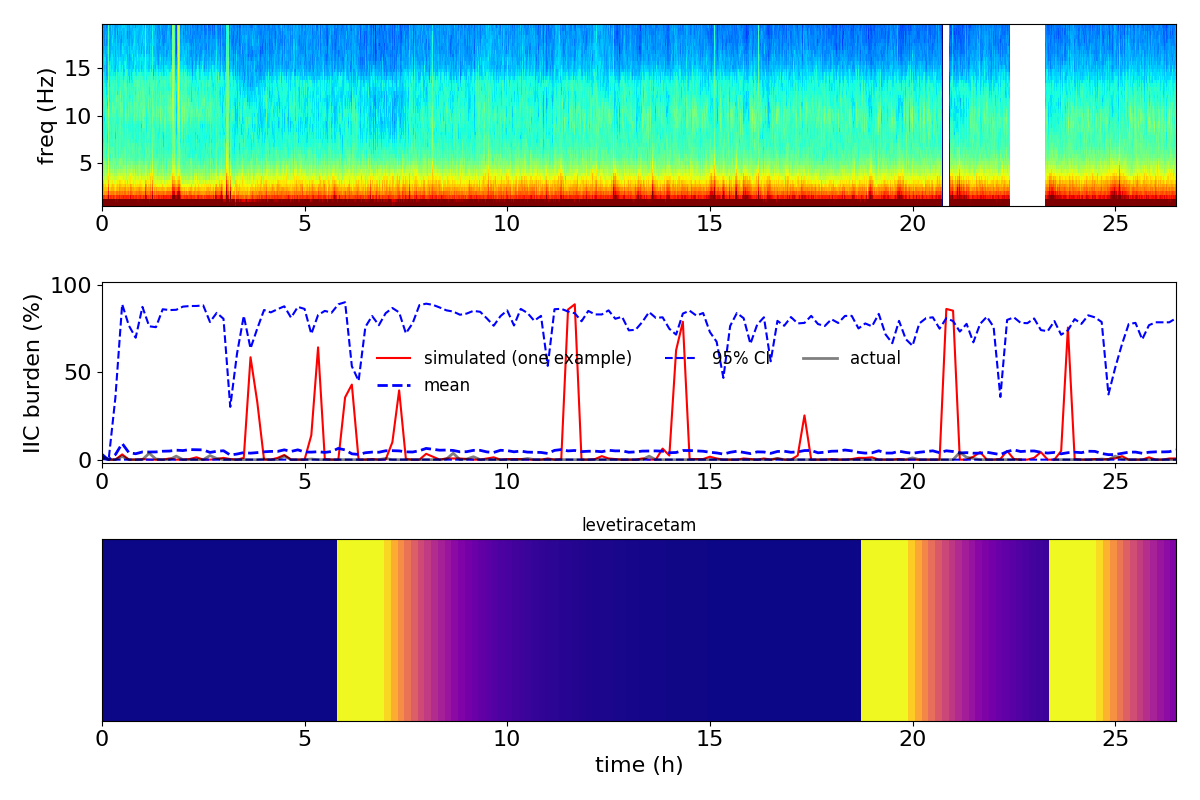 freq (Hz)
15
10
5
0 5 10 15 20 25
IIC burden (%)
100
50
0
simulated (one example) 95% CI actual
mean
0 5 10 15 20 25
levetiracetam
0 5 10 15 20 25
time (h)